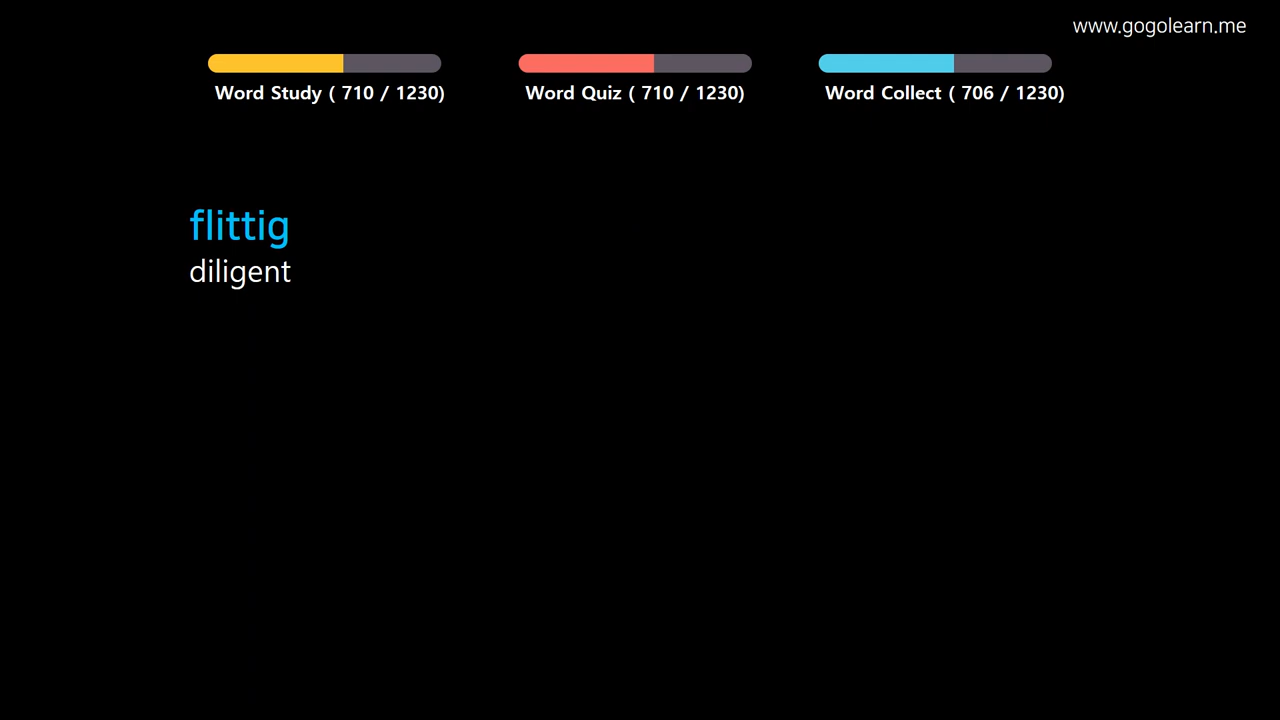 www.gogolearn.me
Word Study ( 710 / 1230)
Word Quiz ( 710 / 1230)
Word Collect ( 706 / 1230)
flittig
diligent